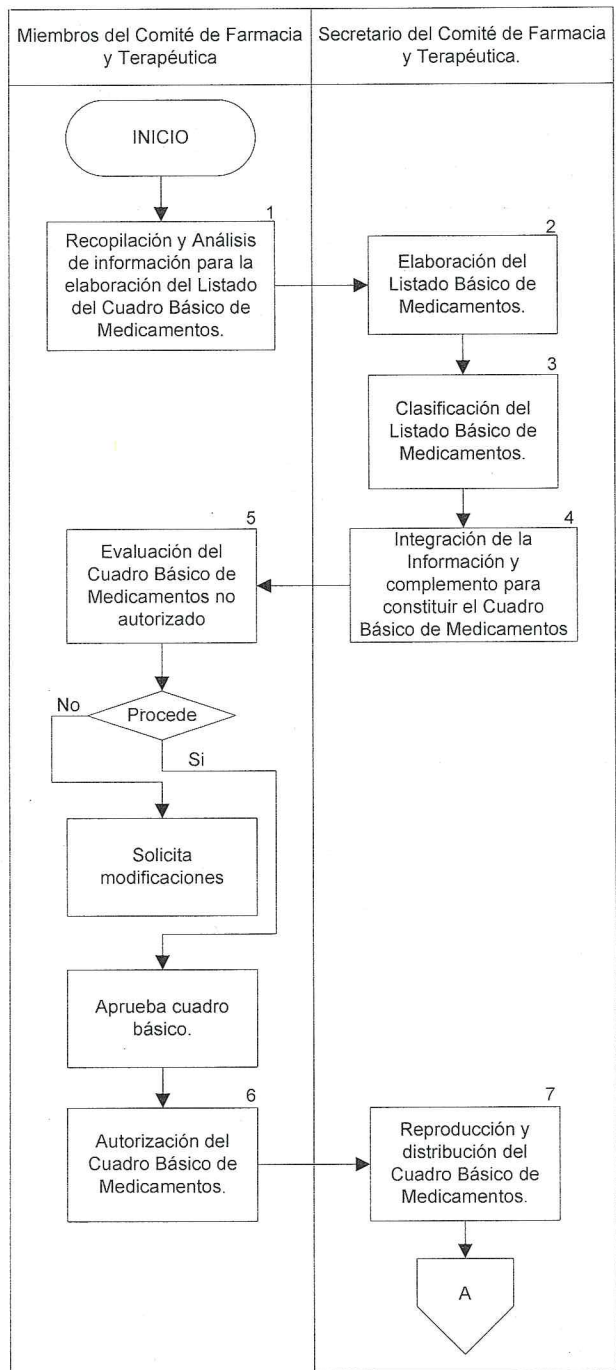 Miembros del Comité de Farmacia
y Terapéutica
Secretario del Comité de Farmacia
y Terapéutica.
INICIO
1
Recopilación y Análisis
de información para la
elaboración del Listado
del Cuadro Básico de
Medicamentos.
2
Elaboración del
Listado Básico de
Medicamentos.
3
Clasificación del
Listado Básico de
Medicamentos.
4
Integración de la
Información y
complemento para
constituir el Cuadro
Básico de Medicamentos
5
Evaluación del
Cuadro Básico de
Medicamentos no
autorizado
Procede
No
Si
Solicita
modificaciones
Aprueba cuadro
básico.
6
Autorización del
Cuadro Básico de
Medicamentos.
7
Reproducción y
distribución del
Cuadro Básico de
Medicamentos.
A